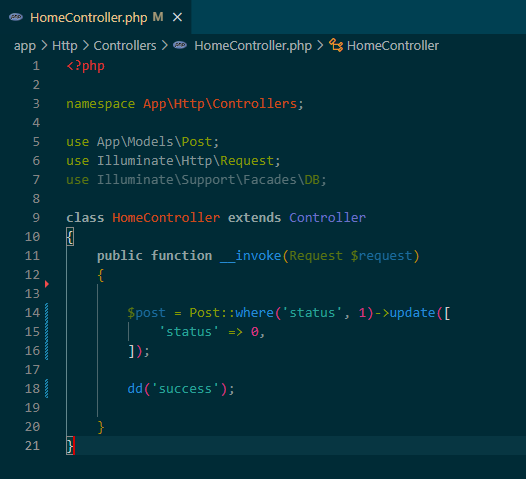 HomeController.php M ×
app > Http > Controllers > HomeController.php > HomeController
1 <?php
2
3 namespace App\Http\Controllers;
4
5 use App\Models\Post;
6 use Illuminate\Http\Request;
7 use Illuminate\Support\Facades\DB;
8
9 class HomeController extends Controller
10 {
11     public function __invoke(Request $request)
12     {
13
14         $post = Post::where('status', 1)->update([
15             'status' => 0,
16         ]);
17
18         dd('success');
19
20     }
21 }